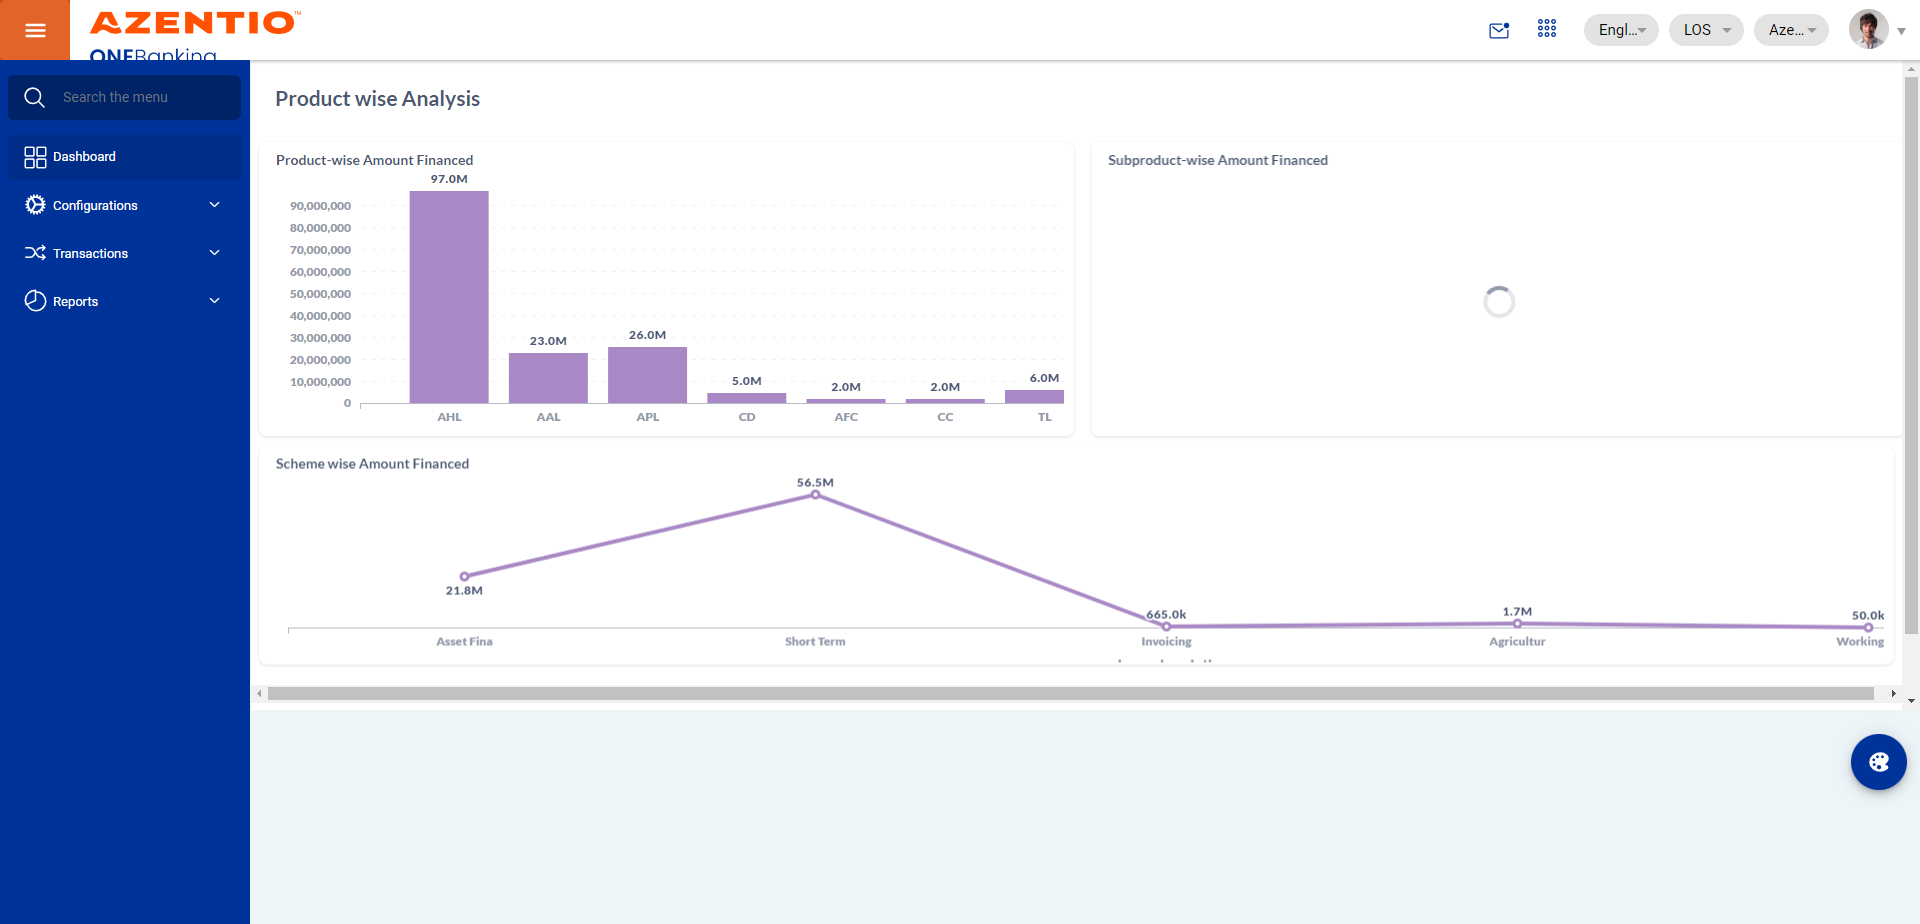 AZENTIO™
ONEBanking
Engl...
LOS
Aze...
Search the menu
Dashboard
Configurations
Transactions
Reports
Product wise Analysis
Product-wise Amount Financed
97.0M
90,000,000
80,000,000
70,000,000
60,000,000
50,000,000
40,000,000
30,000,000
20,000,000
10,000,000
0
23.0M
26.0M
5.0M
2.0M
2.0M
6.0M
AHL
AAL
APL
CD
AFC
CC
TL
Subproduct-wise Amount Financed
Scheme wise Amount Financed
21.8M
56.5M
665.0k
1.7M
50.0k
Asset Fina
Short Term
Invoicing
Agricultur
Working